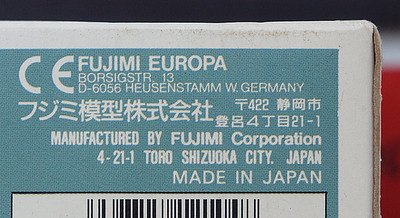 CE FUJIMI EUROPA
BORSIGSTR. 13
D-6056 HEUSENSTAMM W. GERMANY
フジミ模型株式会社 〒422 静岡市
登呂4丁目21-1
MANUFACTURED BY FUJIMI Corporation
4-21-1 TORO SHIZUOKA CITY. JAPAN
MADE IN JAPAN